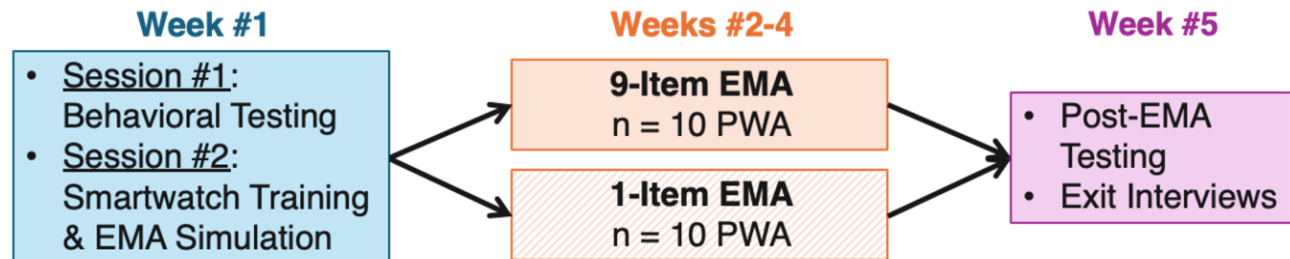 Week #1
• Session #1:
Behavioral Testing
• Session #2:
Smartwatch Training
& EMA Simulation
Weeks #2-4
9-Item EMA
n = 10 PWA
1-Item EMA
n = 10 PWA
Week #5
• Post-EMA
Testing
• Exit Interviews